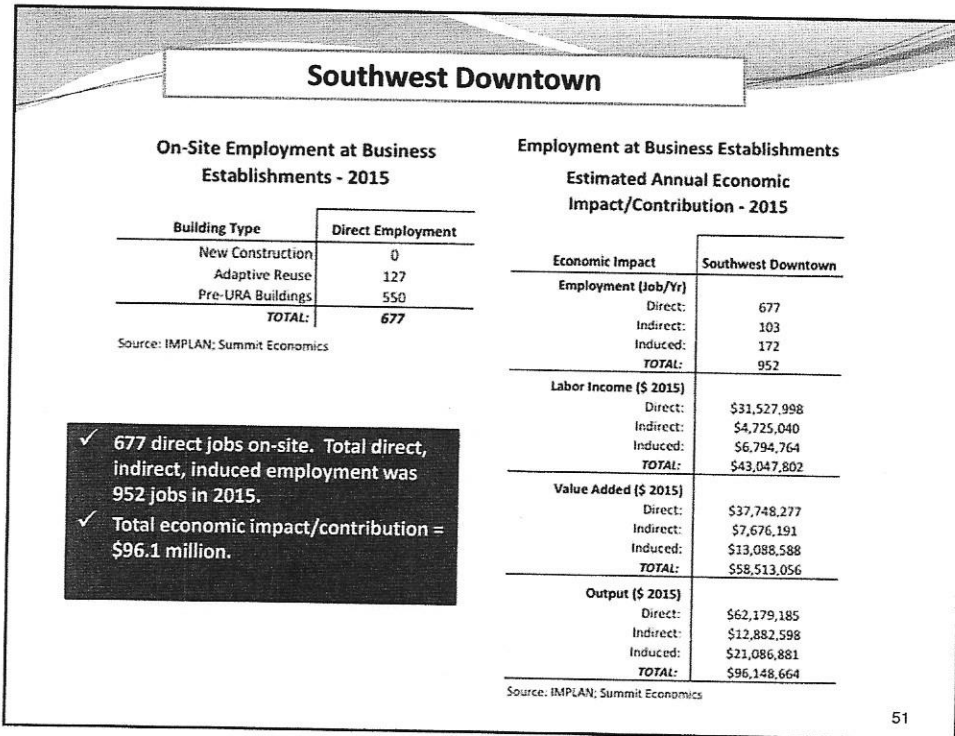 Southwest Downtown
On-Site Employment at Business
Establishments - 2015
Building Type Direct Employment
New Construction 0
Adaptive Reuse 127
Pre-URA Buildings 550
TOTAL: 677
Source: IMPLAN; Summit Economics
✓ 677 direct jobs on-site. Total direct,
indirect, induced employment was
952 jobs in 2015.
✓ Total economic impact/contribution =
$96.1 million.
Employment at Business Establishments
Estimated Annual Economic
Impact/Contribution - 2015
Economic Impact Southwest Downtown
Employment (Job/Yr)
Direct: 677
Indirect: 103
Induced: 172
TOTAL: 952
Labor Income ($ 2015)
Direct: $31,527,998
Indirect: $4,725,040
Induced: $6,794,764
TOTAL: $43,047,802
Value Added ($ 2015)
Direct: $37,748,277
Indirect: $7,676,191
Induced: $13,088,588
TOTAL: $58,513,056
Output ($ 2015)
Direct: $62,179,185
Indirect: $12,882,598
Induced: $21,086,881
TOTAL: $96,148,664
Source: IMPLAN; Summit Economics
51